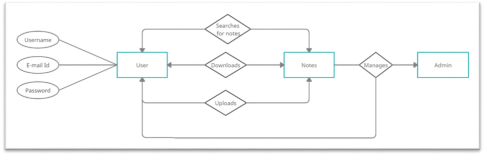 Searches
for notes
Username
E-mail Id
User
Downloads
Notes
Manages
Admin
Password
Uploads